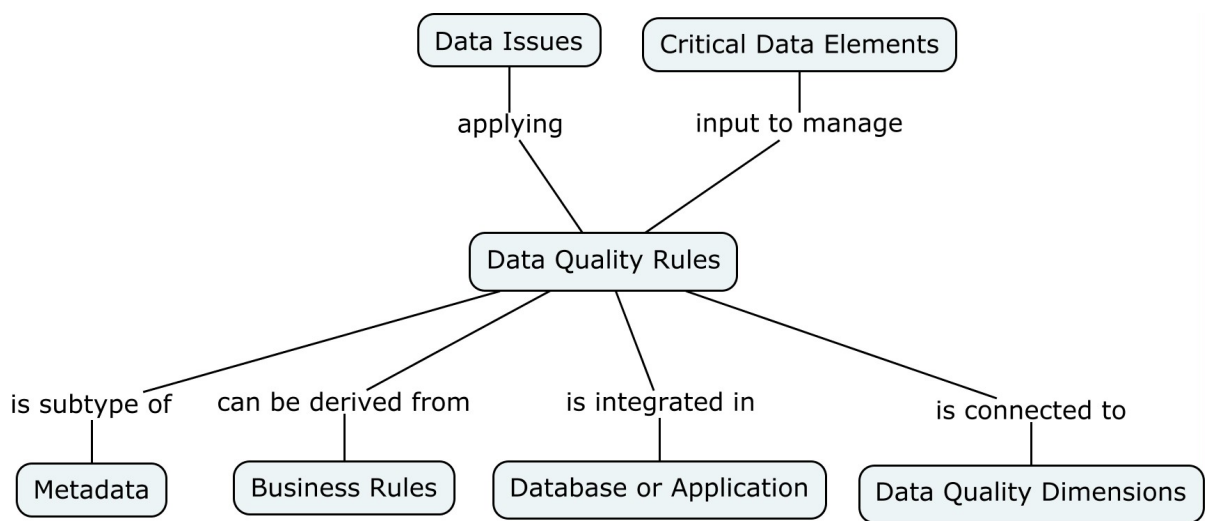 Data Issues
Critical Data Elements
applying
input to manage
Data Quality Rules
is subtype of
can be derived from
is integrated in
is connected to
Metadata
Business Rules
Database or Application
Data Quality Dimensions